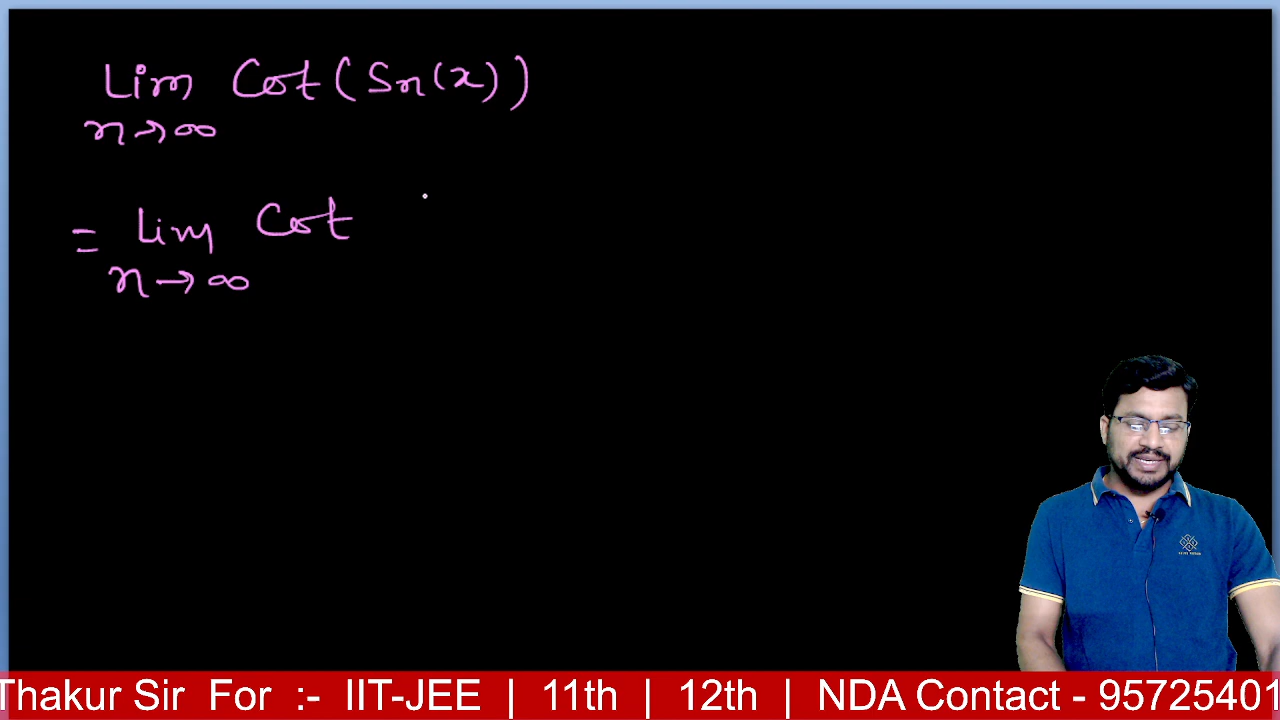 Lim Cot(Sn(x))
n→∞
= Lim Cot
n→∞
Thakur Sir For :- IIT-JEE | 11th | 12th | NDA Contact - 95725401